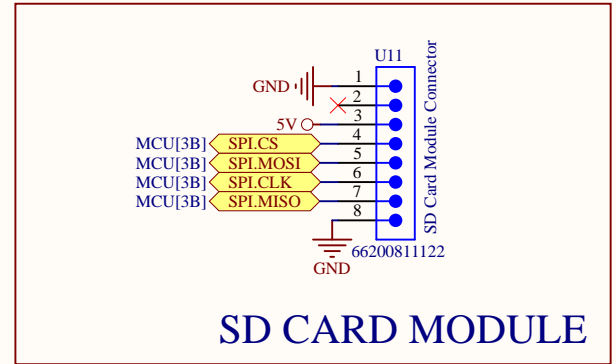 U11
GND
1
2
5V
3
MCU[3B] SPI.CS
4
MCU[3B] SPI.MOSI
5
MCU[3B] SPI.CLK
6
MCU[3B] SPI.MISO
7
8
SD Card Module Connector
GND
66200811122
SD CARD MODULE